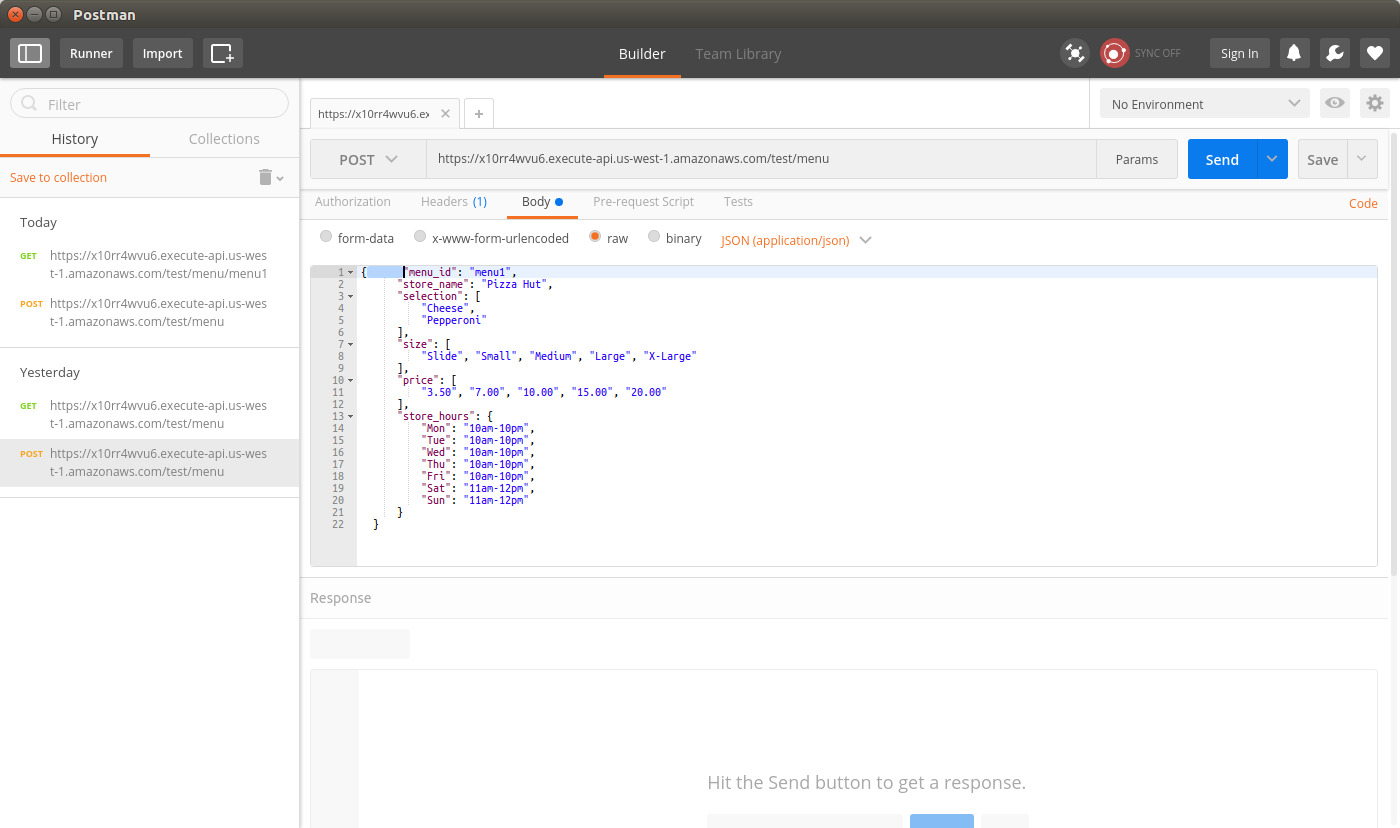 Postman
Runner
Import
Builder
Team Library
SYNC OFF
Sign In
Filter
History
Collections
Save to collection
Today
GET https://x10rr4wvu6.execute-api.us-wes
t-1.amazonaws.com/test/menu/menu1
POST https://x10rr4wvu6.execute-api.us-wes
t-1.amazonaws.com/test/menu
Yesterday
GET https://x10rr4wvu6.execute-api.us-wes
t-1.amazonaws.com/test/menu
POST https://x10rr4wvu6.execute-api.us-wes
t-1.amazonaws.com/test/menu
https://x10rr4wvu6.ex
No Environment
POST https://x10rr4wvu6.execute-api.us-west-1.amazonaws.com/test/menu Params Send Save
Authorization Headers (1) Body Pre-request Script Tests Code
form-data x-www-form-urlencoded raw binary JSON (application/json)
1 { "menu_id": "menu1",
2 "store_name": "Pizza Hut",
3 "selection": [
4 "Cheese",
5 "Pepperoni"
6 ],
7 "size": [
8 "Slide", "Small", "Medium", "Large", "X-Large"
9 ],
10 "price": [
11 "3.50", "7.00", "10.00", "15.00", "20.00"
12 ],
13 "store_hours": {
14 "Mon": "10am-10pm",
15 "Tue": "10am-10pm",
16 "Wed": "10am-10pm",
17 "Thu": "10am-10pm",
18 "Fri": "10am-10pm",
19 "Sat": "11am-12pm",
20 "Sun": "11am-12pm"
21 }
22 }
Response
Hit the Send button to get a response.